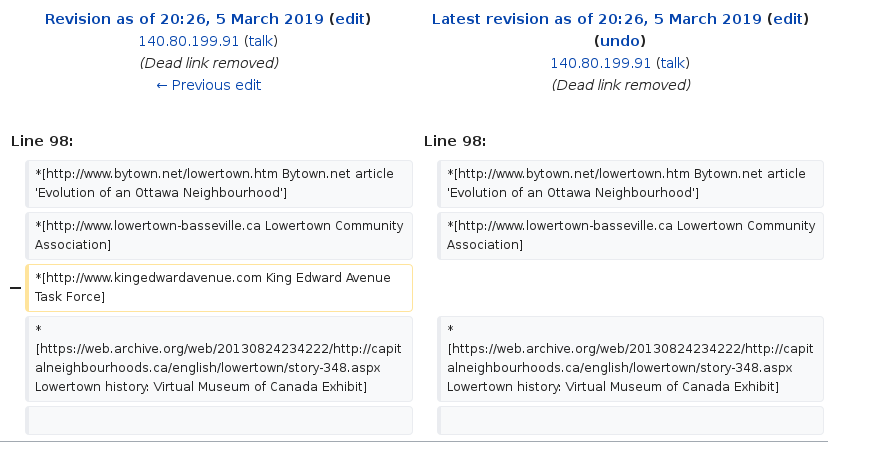 Revision as of 20:26, 5 March 2019 (edit)
140.80.199.91 (talk)
(Dead link removed)
← Previous edit
Latest revision as of 20:26, 5 March 2019 (edit)
(undo)
140.80.199.91 (talk)
(Dead link removed)
Line 98:
Line 98:
*[http://www.bytown.net/lowertown.htm Bytown.net article
'Evolution of an Ottawa Neighbourhood']
*[http://www.bytown.net/lowertown.htm Bytown.net article
'Evolution of an Ottawa Neighbourhood']
*[http://www.lowertown-basseville.ca Lowertown Community
Association]
*[http://www.lowertown-basseville.ca Lowertown Community
Association]
− *[http://www.kingedwardavenue.com King Edward Avenue
Task Force]
*
[https://web.archive.org/web/20130824234222/http://capit
alneighbourhoods.ca/english/lowertown/story-348.aspx
Lowertown history: Virtual Museum of Canada Exhibit]
*
[https://web.archive.org/web/20130824234222/http://capit
alneighbourhoods.ca/english/lowertown/story-348.aspx
Lowertown history: Virtual Museum of Canada Exhibit]